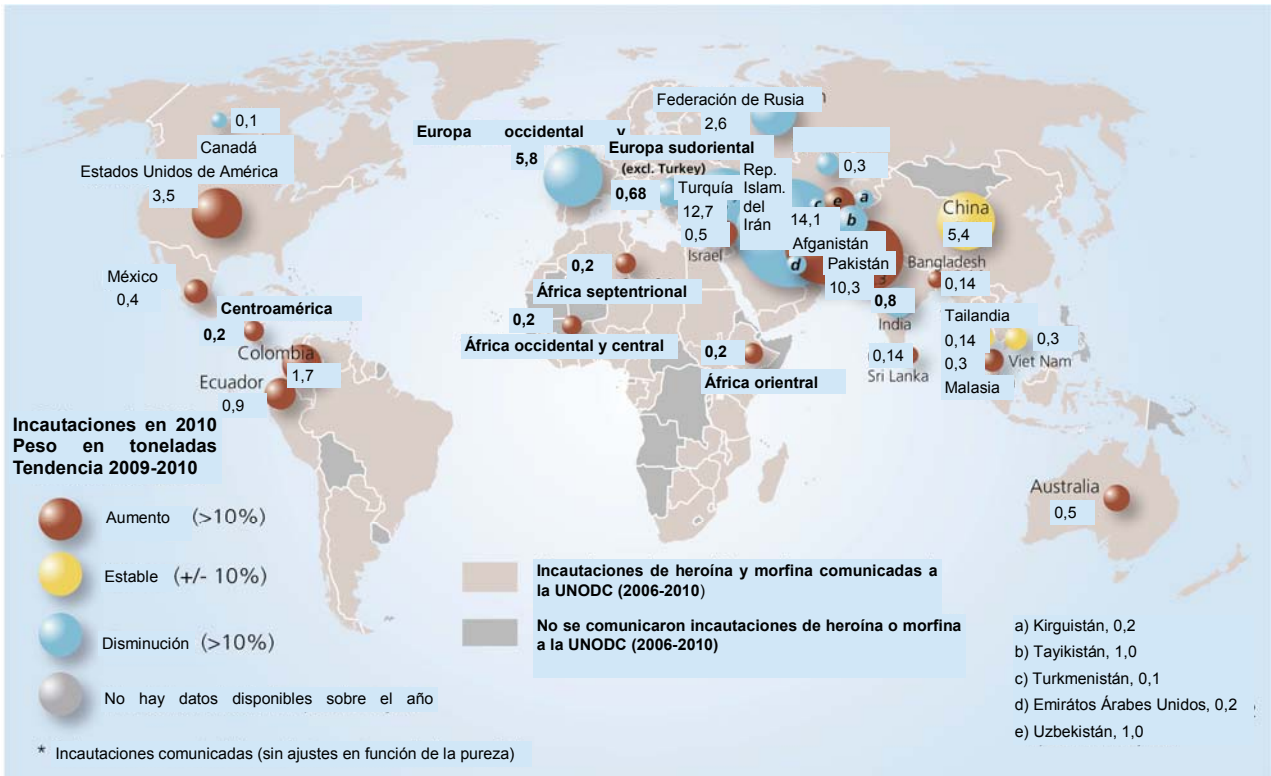 0,1
Canadá
Estados Unidos de América
3,5
México
0,4
Centroamérica
0,2
Colombia
1,7
Ecuador
0,9
Federación de Rusia
2,6
Europa occidental y
5,8
Europa sudoriental
(excl. Turkey)
0,68
Turquía
12,7
0,5
Israel
Rep.
Islam.
del
Irán
14,1
0,3
c
e
a
b
d
Afganistán
Pakistán
10,3
China
5,4
Bangladesh
0,14
0,8
India
0,14
Sri Lanka
Tailandia
0,14
0,3
0,3
Viet Nam
Malasia
0,2
África septentrional
0,2
África occidental y central
0,2
África orientral
Australia
0,5
Incautaciones en 2010
Peso en toneladas
Tendencia 2009-2010
Aumento (>10%)
Estable (+/- 10%)
Disminución (>10%)
No hay datos disponibles sobre el año
* Incautaciones comunicadas (sin ajustes en función de la pureza)
Incautaciones de heroína y morfina comunicadas a
la UNODC (2006-2010)
No se comunicaron incautaciones de heroína o morfina
a la UNODC (2006-2010)
a) Kirguistán, 0,2
b) Tayikistán, 1,0
c) Turkmenistán, 0,1
d) Emirátos Árabes Unidos, 0,2
e) Uzbekistán, 1,0